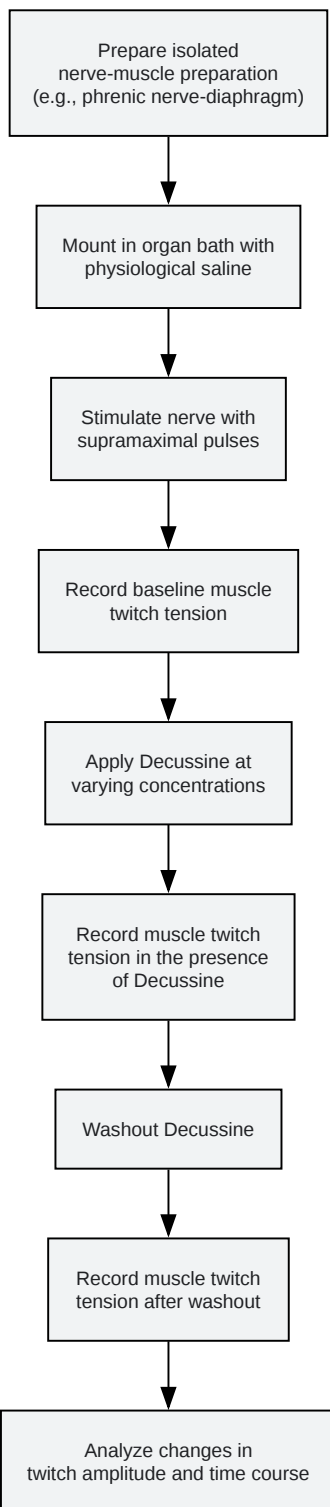 Prepare isolated
nerve-muscle preparation
(e.g., phrenic nerve-diaphragm)
Mount in organ bath with
physiological saline
Stimulate nerve with
supramaximal pulses
Record baseline muscle
twitch tension
Apply Decussine at
varying concentrations
Record muscle twitch
tension in the presence
of Decussine
Washout Decussine
Record muscle twitch
tension after washout
Analyze changes in
twitch amplitude and time course